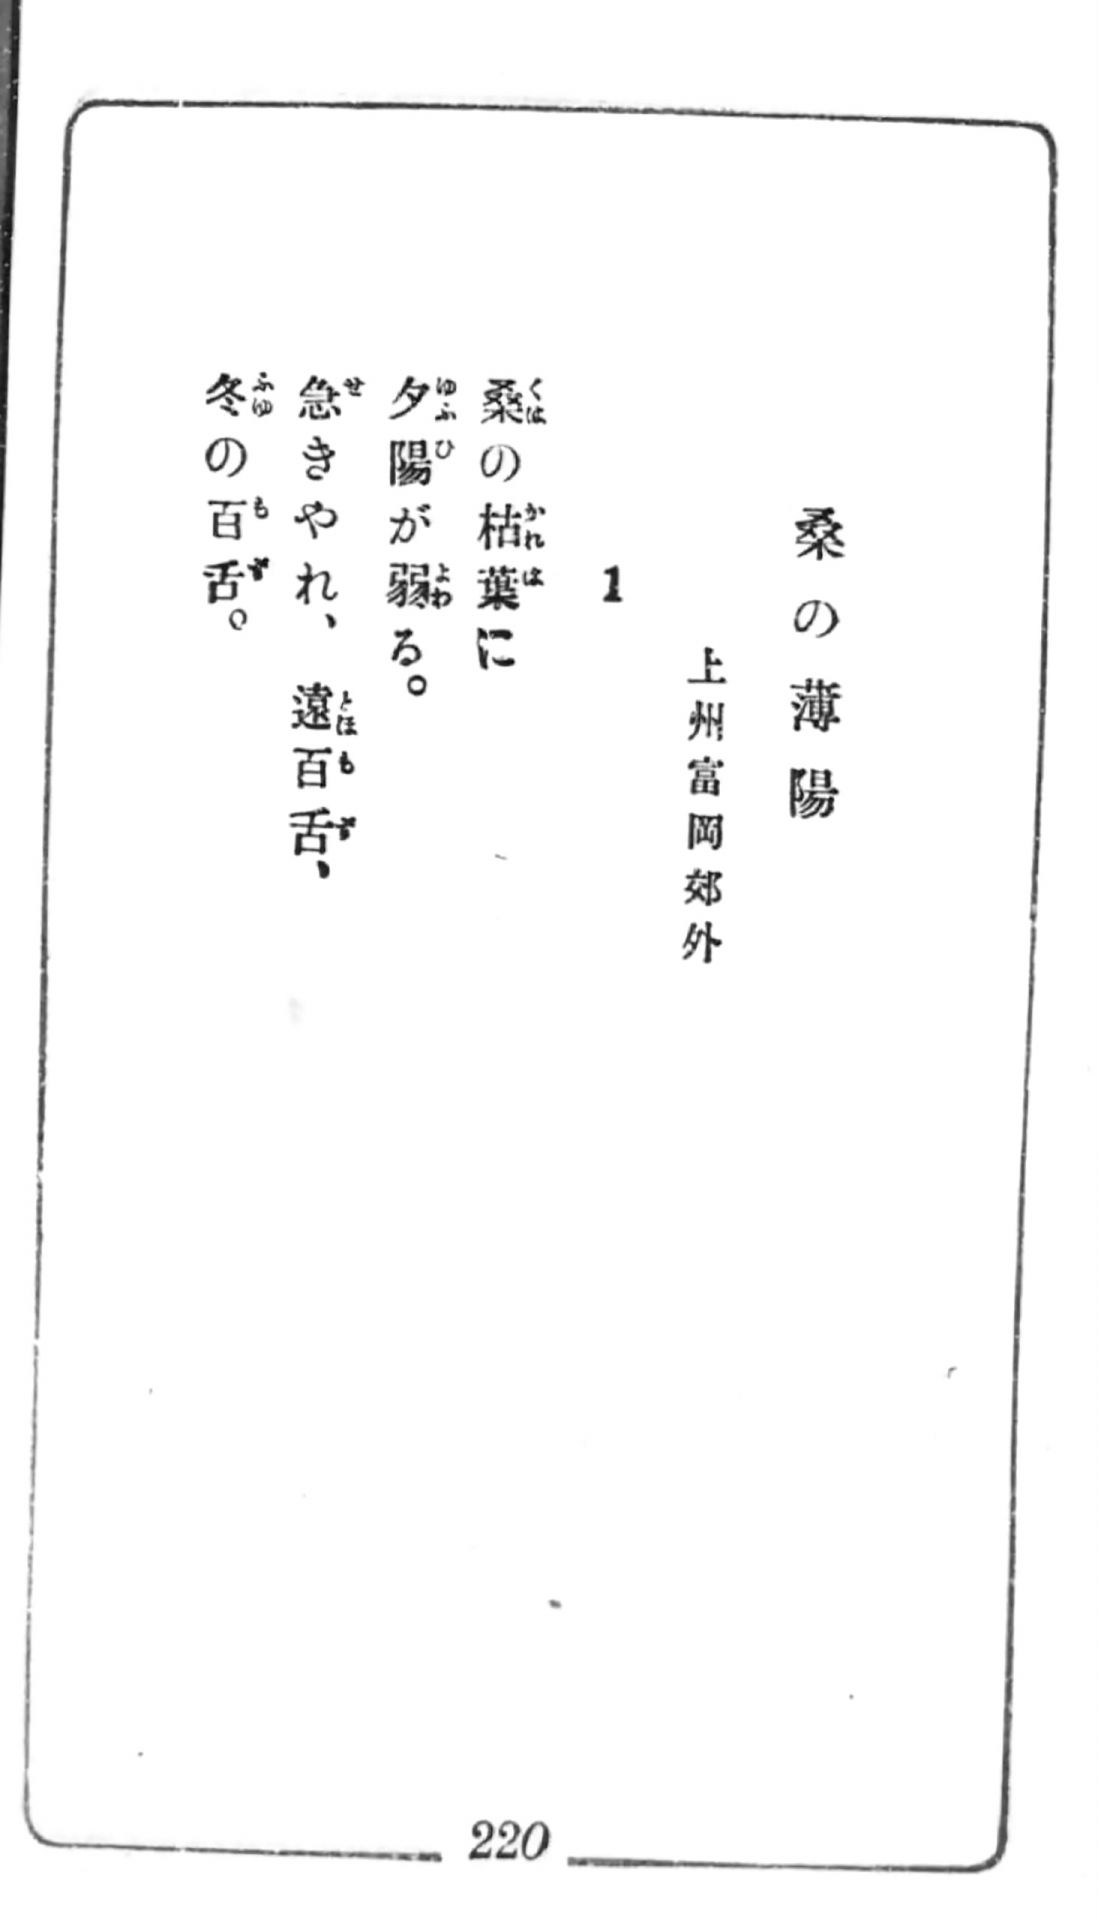 桑の薄陽
上州富岡郊外
1
桑の枯葉に
夕陽が弱る。
急きやれ、遠百舌、
冬の百舌。
220